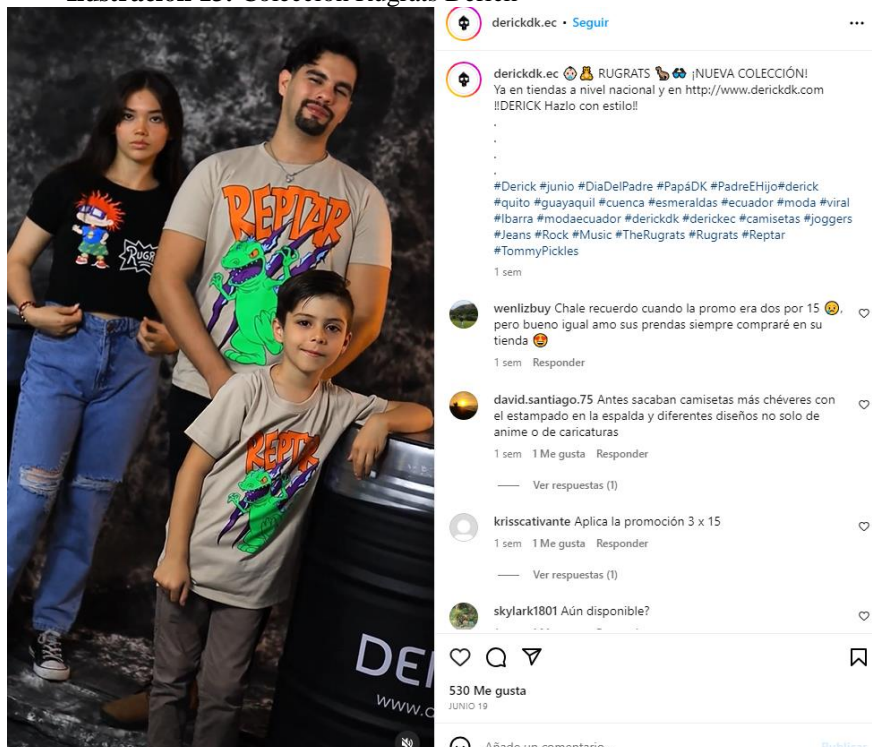 Colección Rugrats Derick
derickdk.ec • Seguir
derickdk.ec 👶🧸 RUGRATS 🦕👓 ¡NUEVA COLECCIÓN!
Ya en tiendas a nivel nacional y en http://www.derickdk.com
‼DERICK Hazlo con estilo‼
.
.
.
.
#Derick #junio #DiaDelPadre #PapáDK #PadreEHijo#derick
#quito #guayaquil #cuenca #esmeraldas #ecuador #moda #viral
#Ibarra #modaecuador #derickdk #derickec #camisetas #joggers
#Jeans #Rock #Music #TheRugrats #Rugrats #Reptar
#TommyPickles
1 sem
wenlizbuy Chale recuerdo cuando la promo era dos por 15 😢,
pero bueno igual amo sus prendas siempre compraré en su
tienda 😍
1 sem Responder
david.santiago.75 Antes sacaban camisetas más chéveres con
el estampado en la espalda y diferentes diseños no solo de
anime o de caricaturas
1 sem 1 Me gusta Responder
Ver respuestas (1)
krisscativante Aplica la promoción 3 x 15
1 sem 1 Me gusta Responder
Ver respuestas (1)
skylark1801 Aún disponible?
530 Me gusta
JUNIO 19
Añade un comentario
Publicar
REPTAR
RUGR
REPTAR
DE
www.